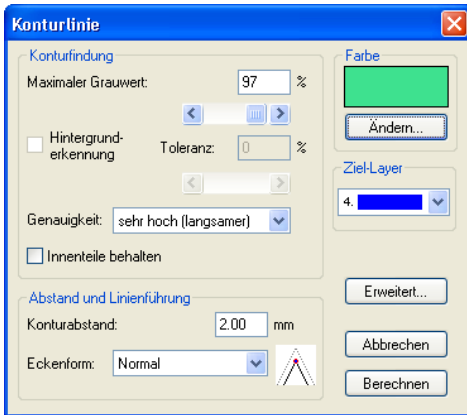 Konturlinie
Konturfindung
Maximaler Grauwert: 97 %
Hintergrund-
erkennung
Toleranz: 0 %
Genauigkeit: sehr hoch (langsamer)
Innenteile behalten
Abstand und Linienführung
Konturabstand: 2.00 mm
Eckenform: Normal
Farbe
Ändern...
Ziel-Layer
4.
Erweitert...
Abbrechen
Berechnen